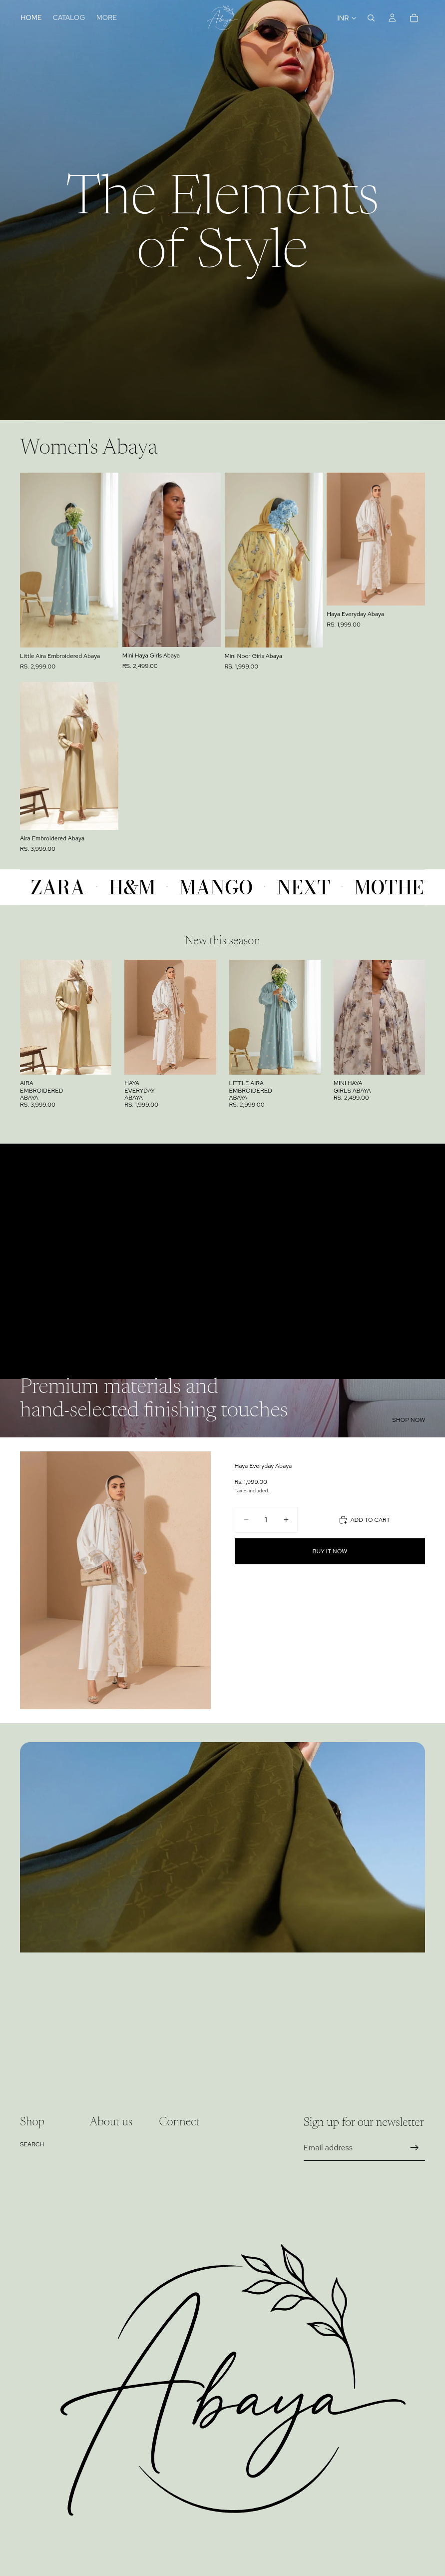 HOME CATALOG MORE
Abaya
INR
The Elements
of Style
Women's Abaya
Little Aira Embroidered Abaya
RS. 2,999.00
Mini Haya Girls Abaya
RS. 2,499.00
Mini Noor Girls Abaya
RS. 1,999.00
Haya Everyday Abaya
RS. 1,999.00
Aira Embroidered Abaya
RS. 3,999.00
ZARA · H&M · MANGO · NEXT · MOTHE
New this season
AIRA
EMBROIDERED
ABAYA
RS. 3,999.00
HAYA
EVERYDAY
ABAYA
RS. 1,999.00
LITTLE AIRA
EMBROIDERED
ABAYA
RS. 2,999.00
MINI HAYA
GIRLS ABAYA
RS. 2,499.00
Premium materials and
hand-selected finishing touches
SHOP NOW
Haya Everyday Abaya
Rs. 1,999.00
Taxes included.
− 1 +
ADD TO CART
BUY IT NOW
Shop
SEARCH
About us
Connect
Sign up for our newsletter
Email address
Abaya